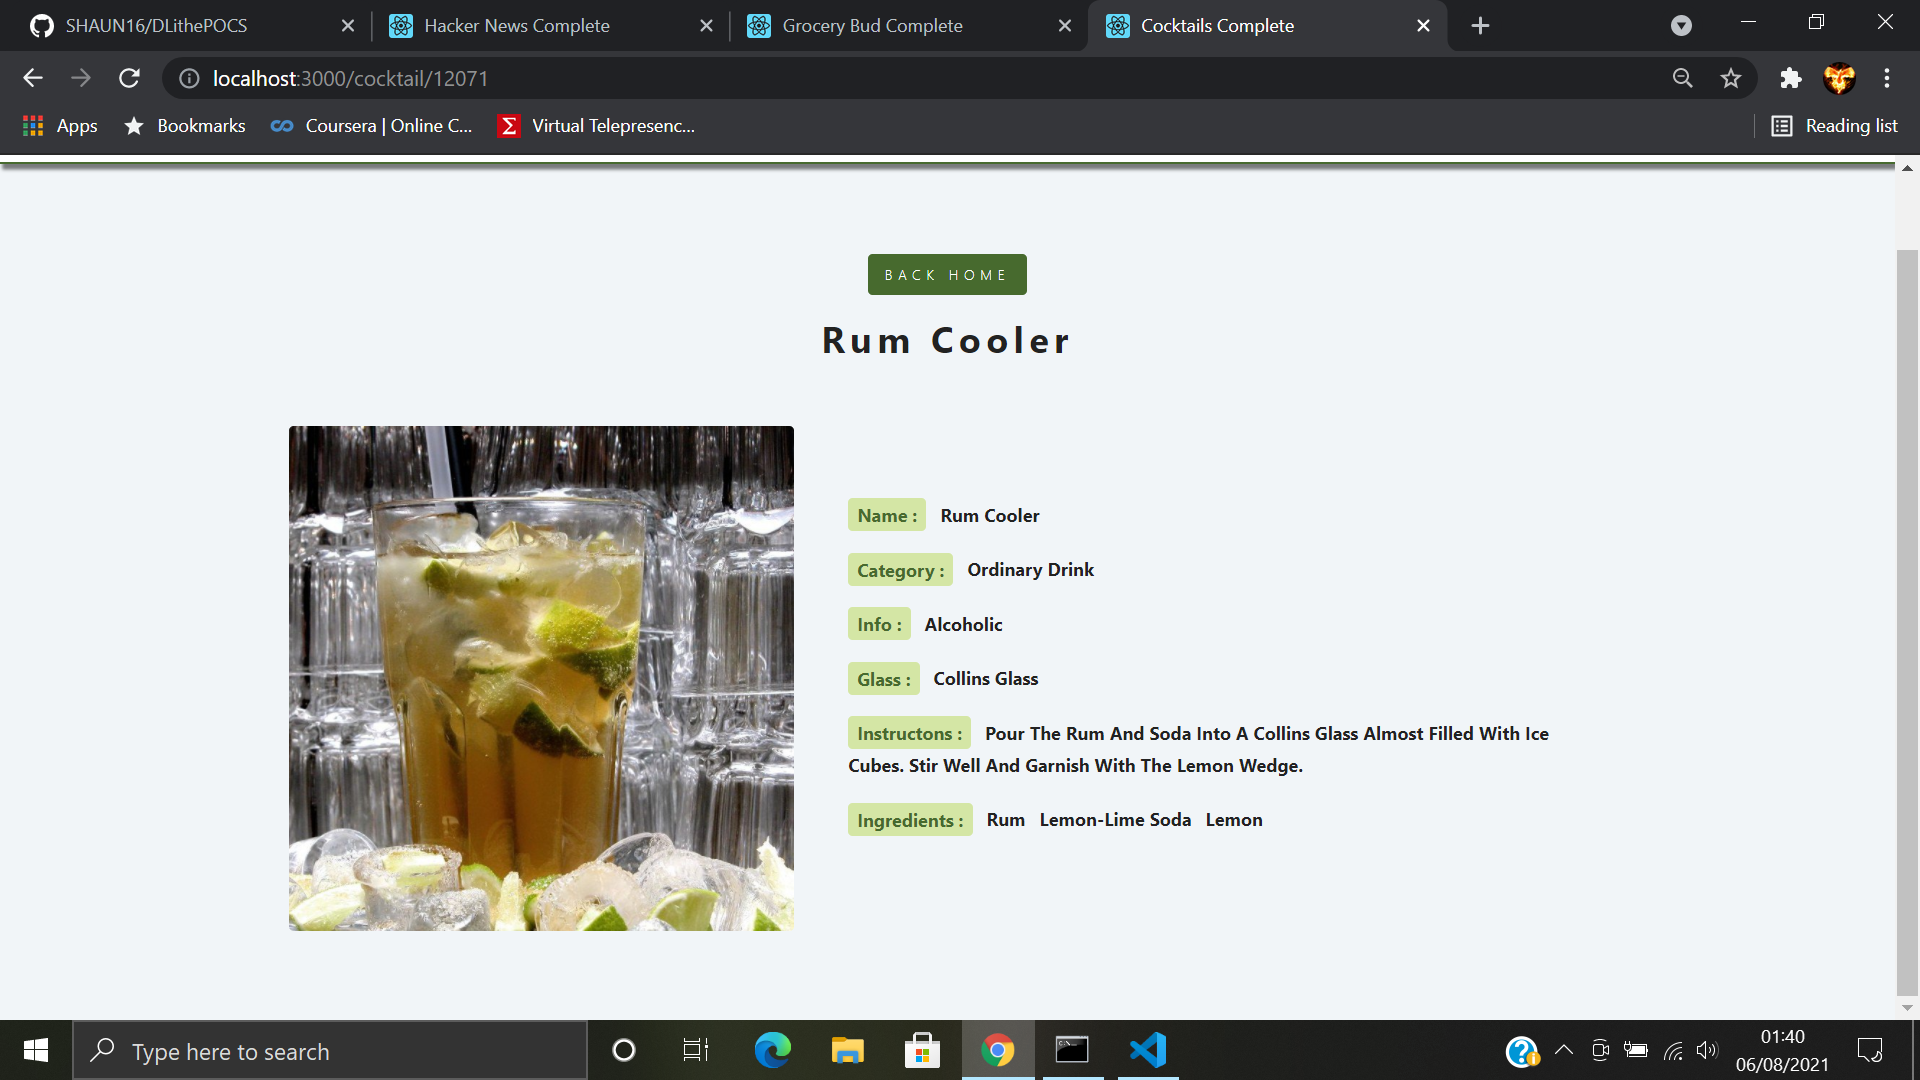 SHAUN16/DLithePOCS
Hacker News Complete
Grocery Bud Complete
Cocktails Complete
localhost:3000/cocktail/12071
Apps
Bookmarks
Coursera | Online C...
Virtual Telepresenc...
Reading list
BACK HOME
Rum Cooler
Name : Rum Cooler
Category : Ordinary Drink
Info : Alcoholic
Glass : Collins Glass
Instructons : Pour The Rum And Soda Into A Collins Glass Almost Filled With Ice
Cubes. Stir Well And Garnish With The Lemon Wedge.
Ingredients : Rum Lemon-Lime Soda Lemon
Type here to search
01:40
06/08/2021